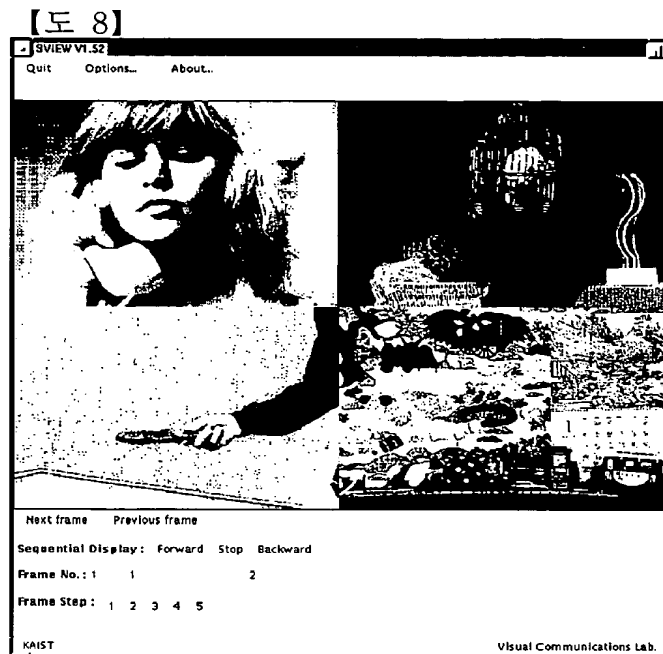 【도 8】
SVIEW V1.52
Quit Options... About...
Next frame Previous frame
Sequential Display : Forward Stop Backward
Frame No. : 1 1 2
Frame Step : 1 2 3 4 5
KAIST Visual Communications Lab.